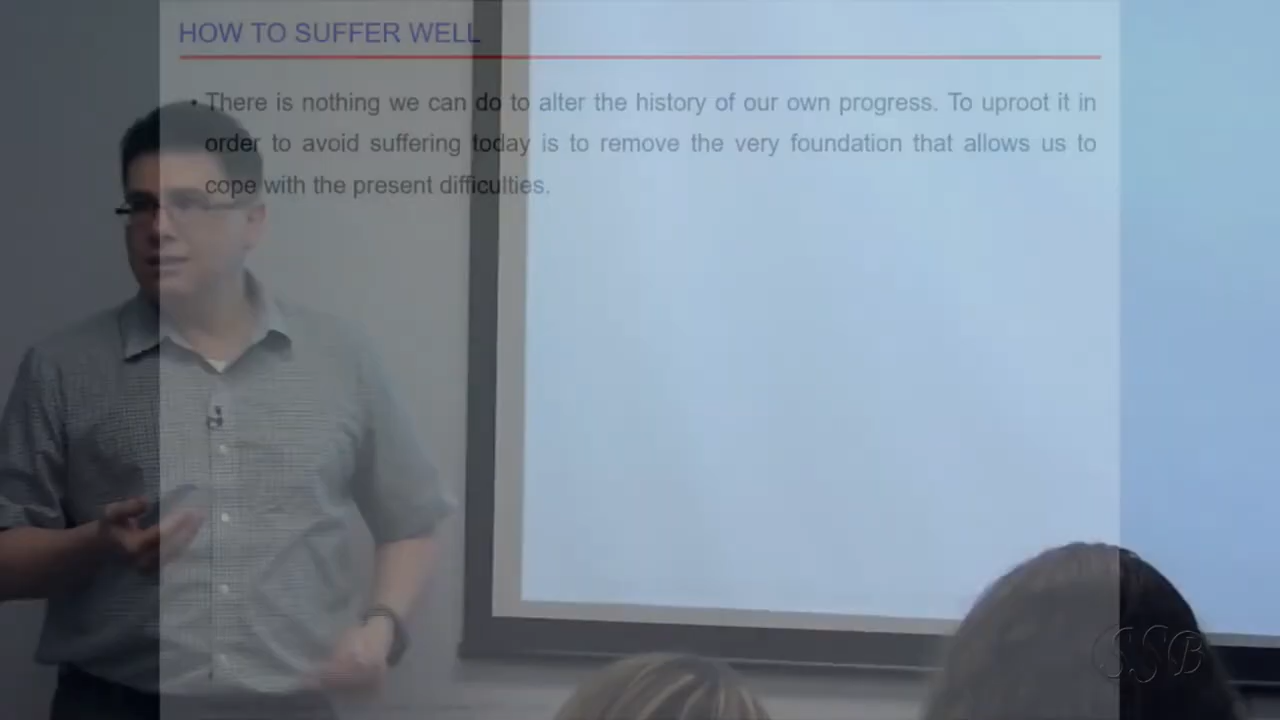 HOW TO SUFFER WELL
• There is nothing we can do to alter the history of our own progress. To uproot it in
order to avoid suffering today is to remove the very foundation that allows us to
cope with the present difficulties.
SSB